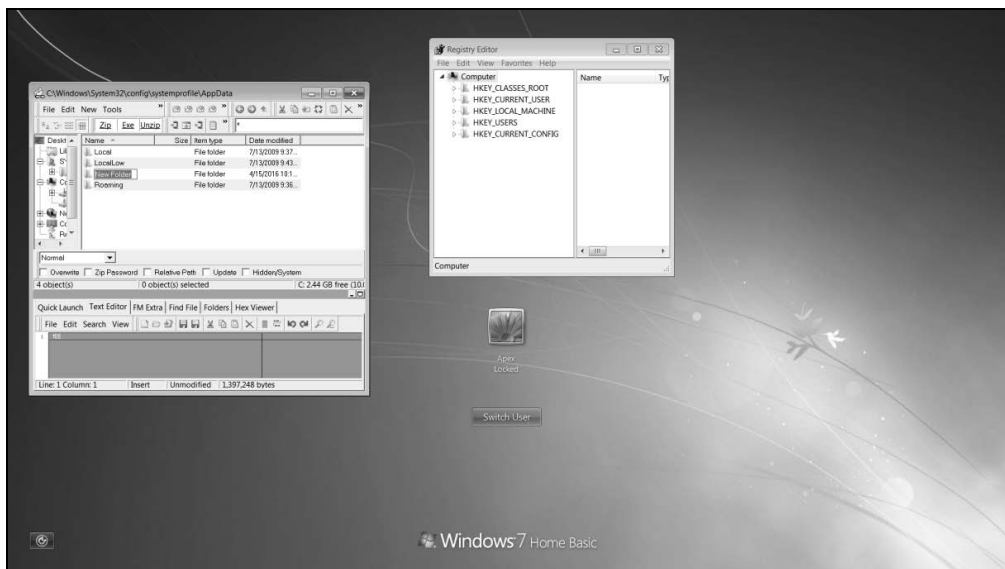 C:\Windows\System32\config\systemprofile\AppData
File Edit New Tools
Zip Exe Unzip *
Deskt Name Size Item type Date modified
Local File folder 7/13/2009 9:37...
LocalLow File folder 7/13/2009 9:43...
New Folder File folder 4/15/2016 10:1...
Roaming File folder 7/13/2009 9:36...
Normal
Overwrite Zip Password Relative Path Update Hidden/System
4 object(s) 0 object(s) selected C: 2.44 GB free (10.(
Quick Launch Text Editor FM Extra Find File Folders Hex Viewer
File Edit Search View
1
Line: 1 Column: 1 Insert Unmodified 1,397,248 bytes
Registry Editor
File Edit View Favorites Help
Computer Name Typ
HKEY_CLASSES_ROOT
HKEY_CURRENT_USER
HKEY_LOCAL_MACHINE
HKEY_USERS
HKEY_CURRENT_CONFIG
Computer
Apex
Locked
Switch User
Windows 7 Home Basic